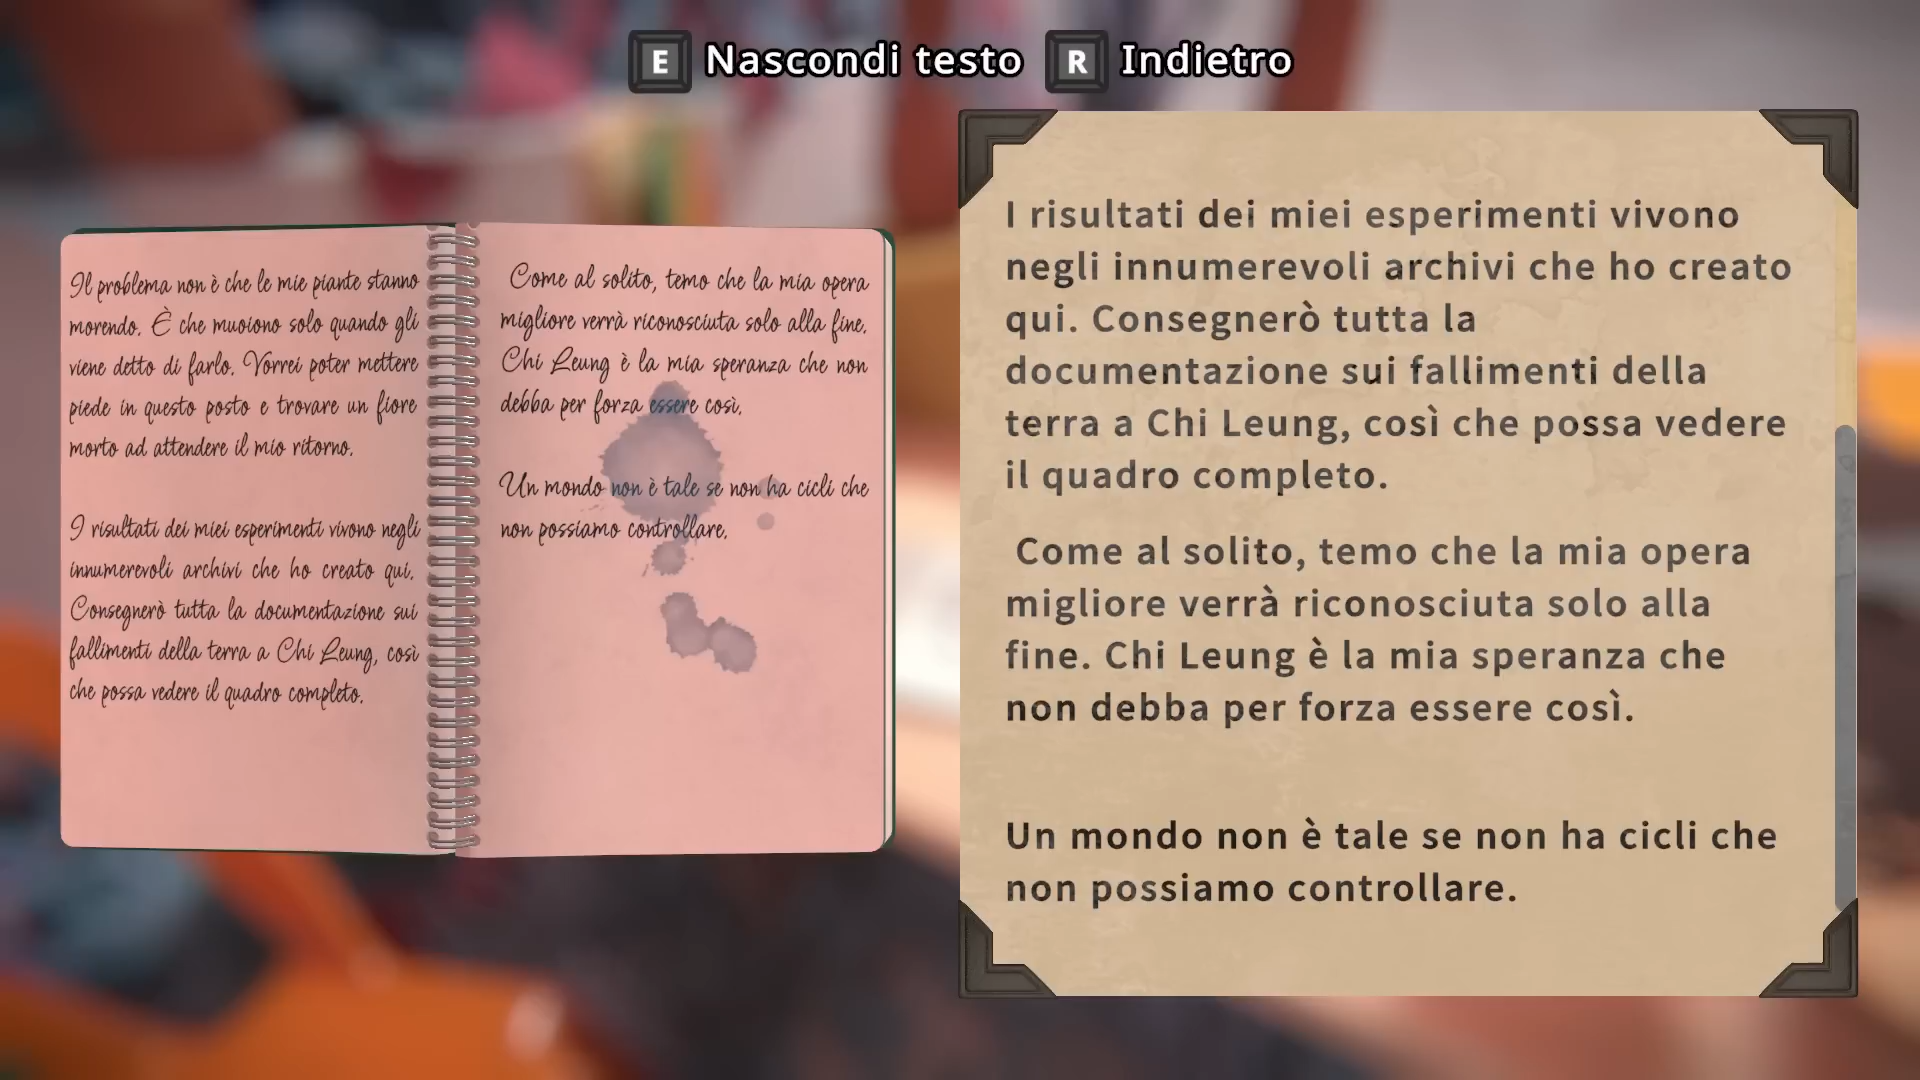 E Nascondi testo R Indietro
Il problema non è che le mie piante stanno
morendo. È che muoiono solo quando gli
viene detto di farlo. Vorrei poter mettere
piede in questo posto e trovare un fiore
morto ad attendere il mio ritorno.
I risultati dei miei esperimenti vivono negli
innumerevoli archivi che ho creato qui.
Consegnerò tutta la documentazione sui
fallimenti della terra a Chi Leung, così
che possa vedere il quadro completo.
Come al solito, temo che la mia opera
migliore verrà riconosciuta solo alla fine.
Chi Leung è la mia speranza che non
debba per forza essere così.
Un mondo non è tale se non ha cicli che
non possiamo controllare.
I risultati dei miei esperimenti vivono
negli innumerevoli archivi che ho creato
qui. Consegnerò tutta la
documentazione sui fallimenti della
terra a Chi Leung, così che possa vedere
il quadro completo.
Come al solito, temo che la mia opera
migliore verrà riconosciuta solo alla
fine. Chi Leung è la mia speranza che
non debba per forza essere così.
Un mondo non è tale se non ha cicli che
non possiamo controllare.